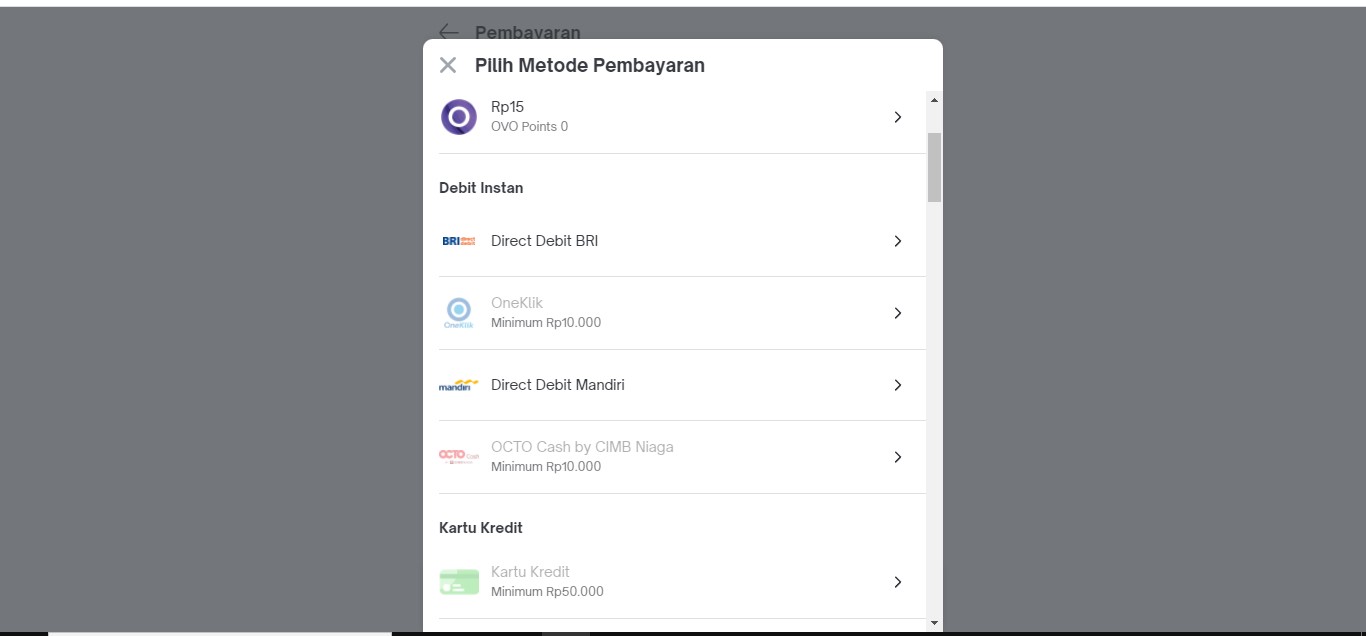 Pembayaran
Pilih Metode Pembayaran
Rp15
OVO Points 0
Debit Instan
BRI direct debit
Direct Debit BRI
OneKlik
OneKlik
Minimum Rp10.000
mandiri
Direct Debit Mandiri
OCTO Cash
OCTO Cash by CIMB Niaga
Minimum Rp10.000
Kartu Kredit
Kartu Kredit
Minimum Rp50.000